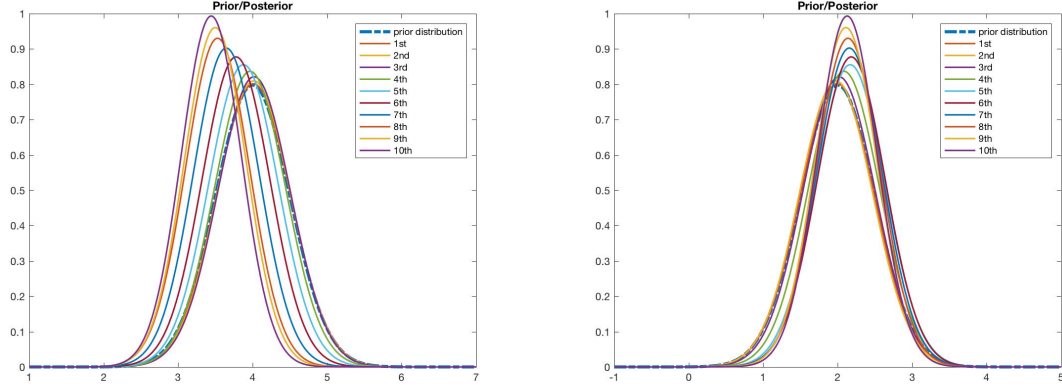 Prior/Posterior
1
0.9
0.8
0.7
0.6
0.5
0.4
0.3
0.2
0.1
0
1 2 3 4 5 6 7
prior distribution
1st
2nd
3rd
4th
5th
6th
7th
8th
9th
10th
Prior/Posterior
1
0.9
0.8
0.7
0.6
0.5
0.4
0.3
0.2
0.1
0
-1 0 1 2 3 4 5
prior distribution
1st
2nd
3rd
4th
5th
6th
7th
8th
9th
10th